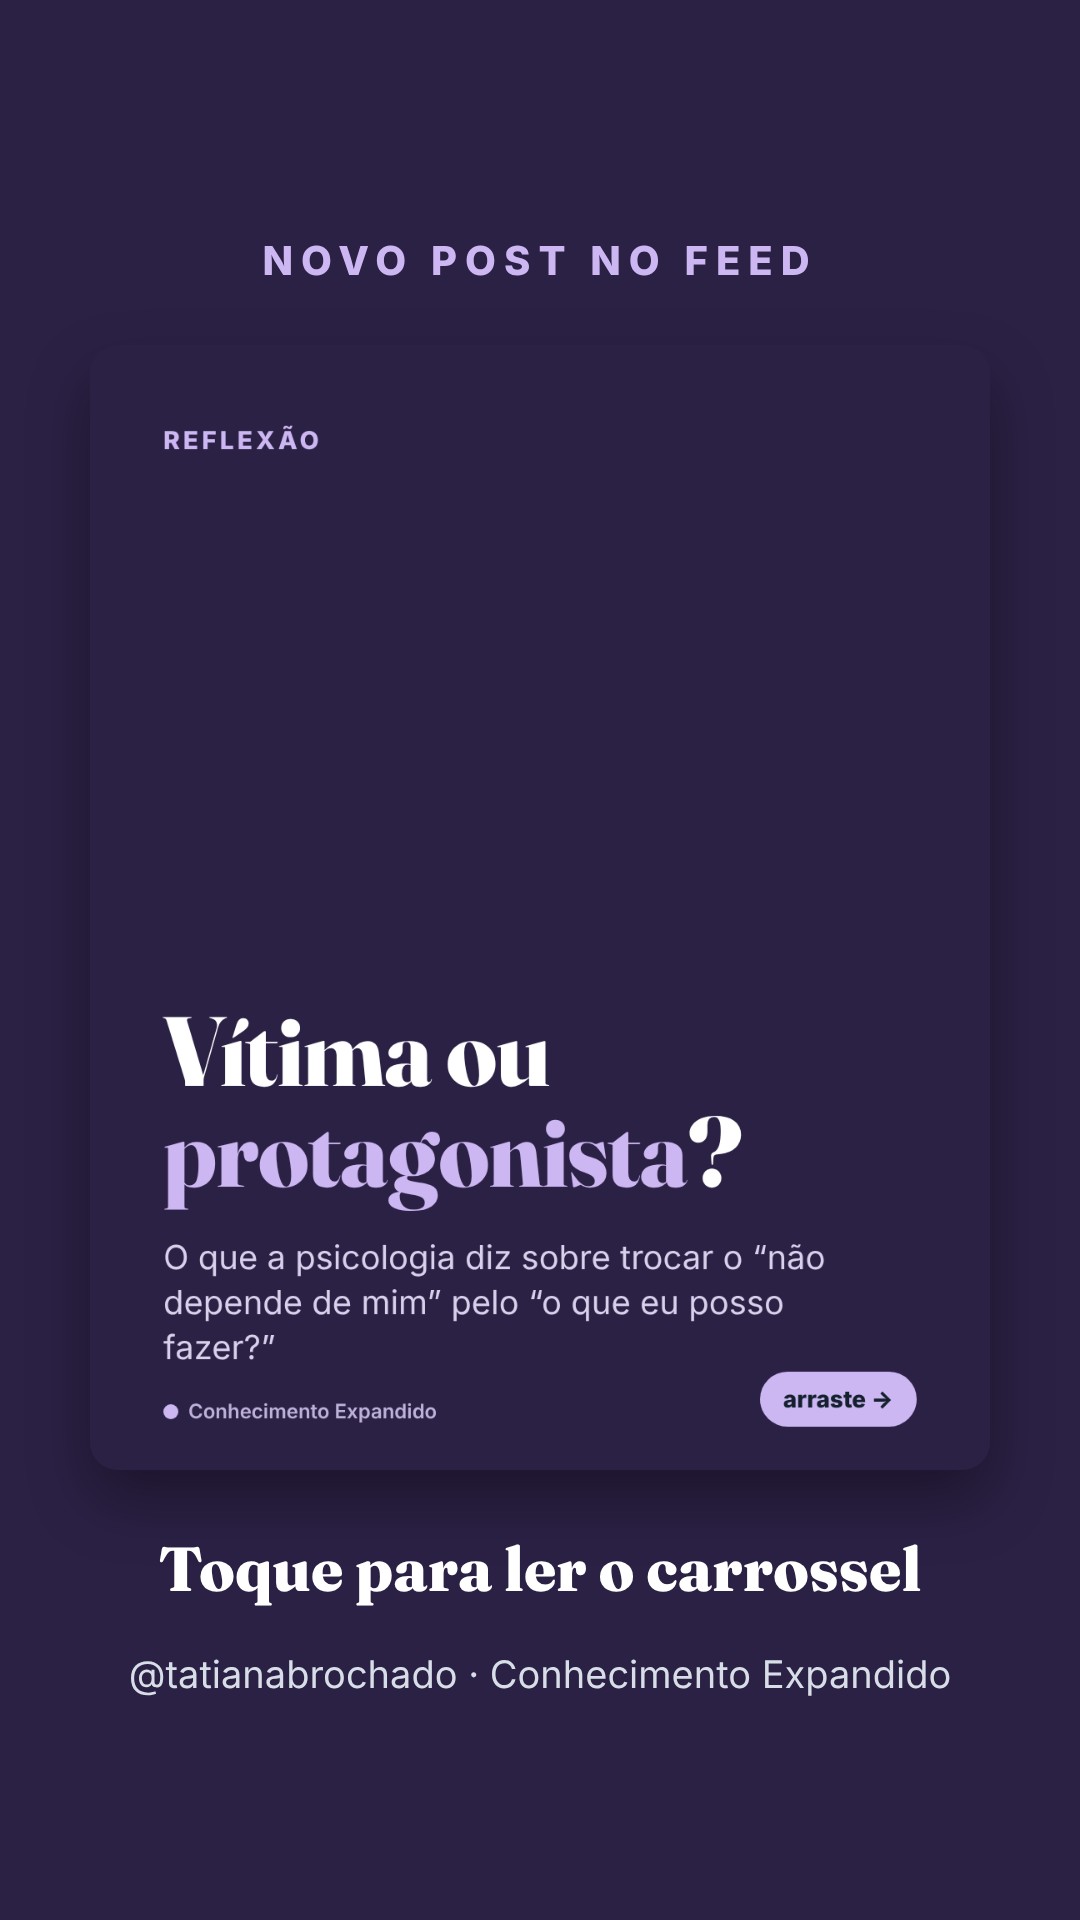 NOVO POST NO FEED
REFLEXÃO
Vítima ou
protagonista?
O que a psicologia diz sobre trocar o “não
depende de mim” pelo “o que eu posso
fazer?”
Conhecimento Expandido
arraste →
Toque para ler o carrossel
@tatianabrochado · Conhecimento Expandido